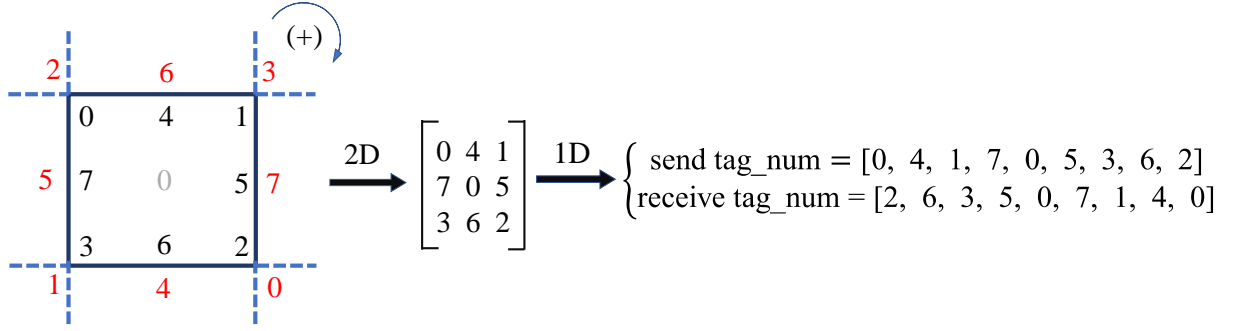 (+)
2 6 3
0 4 1
5 7 0 5 7
3 6 2
1 4 0
2D
0 4 1
7 0 5
3 6 2
1D
send tag_num = [0, 4, 1, 7, 0, 5, 3, 6, 2]
receive tag_num = [2, 6, 3, 5, 0, 7, 1, 4, 0]